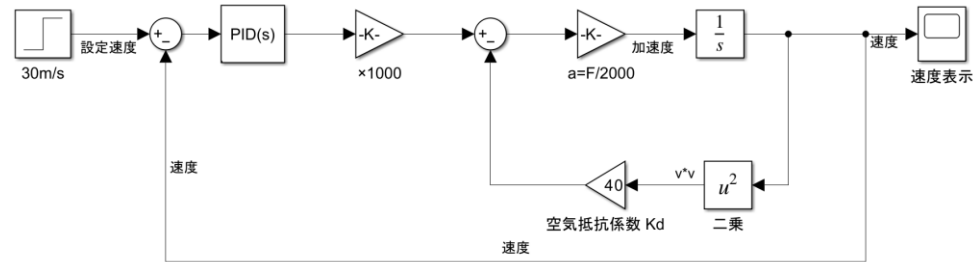 30m/s
設定速度
+
−
PID(s)
-K-
×1000
+
−
-K-
a=F/2000
加速度
1
s
速度
速度表示
速度
40
空気抵抗係数 Kd
v*v
u²
二乗
速度